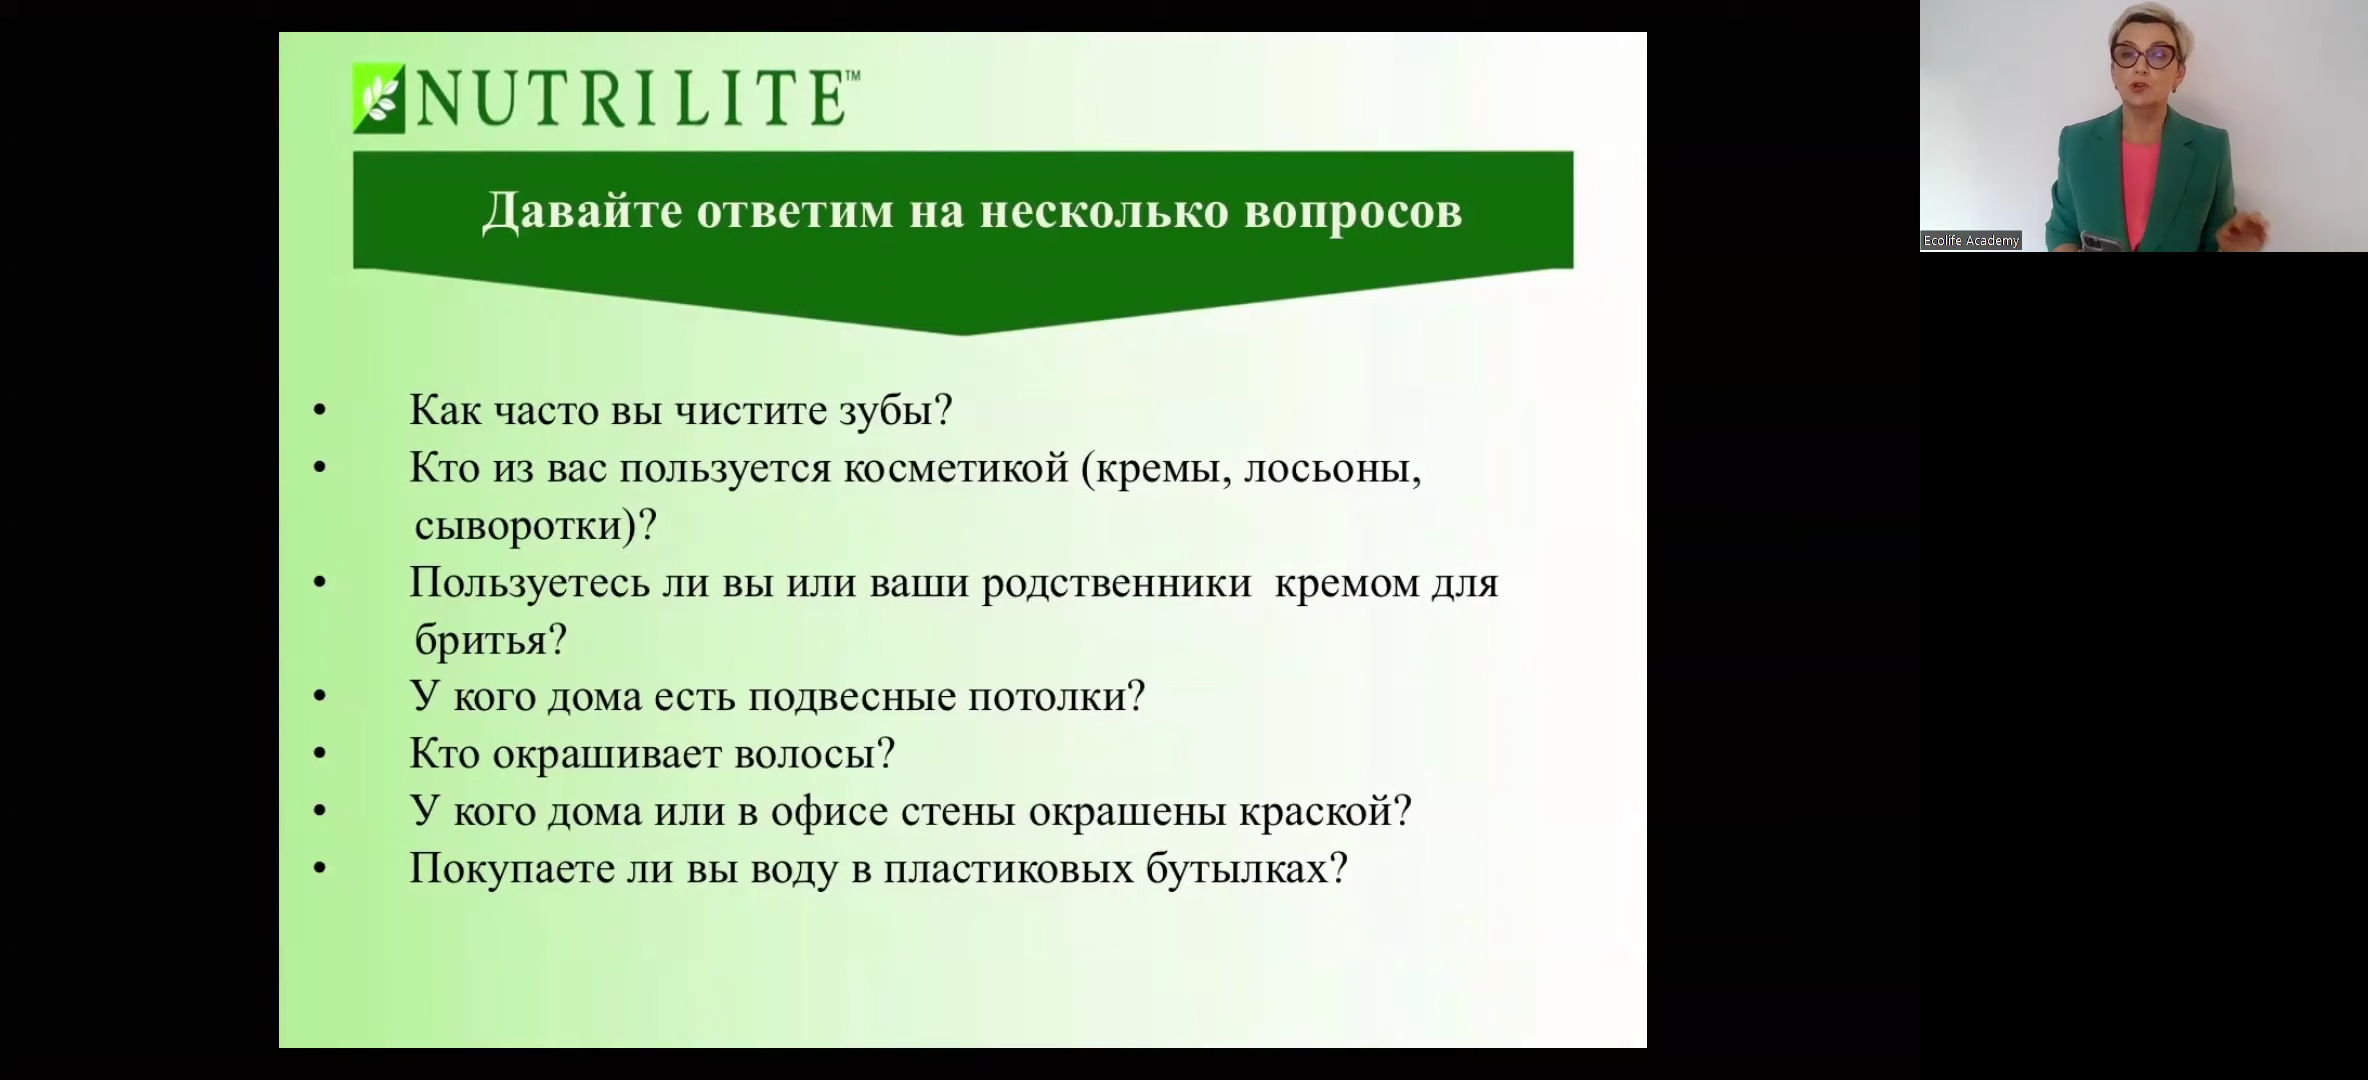 NUTRILITE™
Давайте ответим на несколько вопросов
Ecolife Academy
• Как часто вы чистите зубы?
• Кто из вас пользуется косметикой (кремы, лосьоны,
сыворотки)?
• Пользуетесь ли вы или ваши родственники кремом для
бритья?
• У кого дома есть подвесные потолки?
• Кто окрашивает волосы?
• У кого дома или в офисе стены окрашены краской?
• Покупаете ли вы воду в пластиковых бутылках?